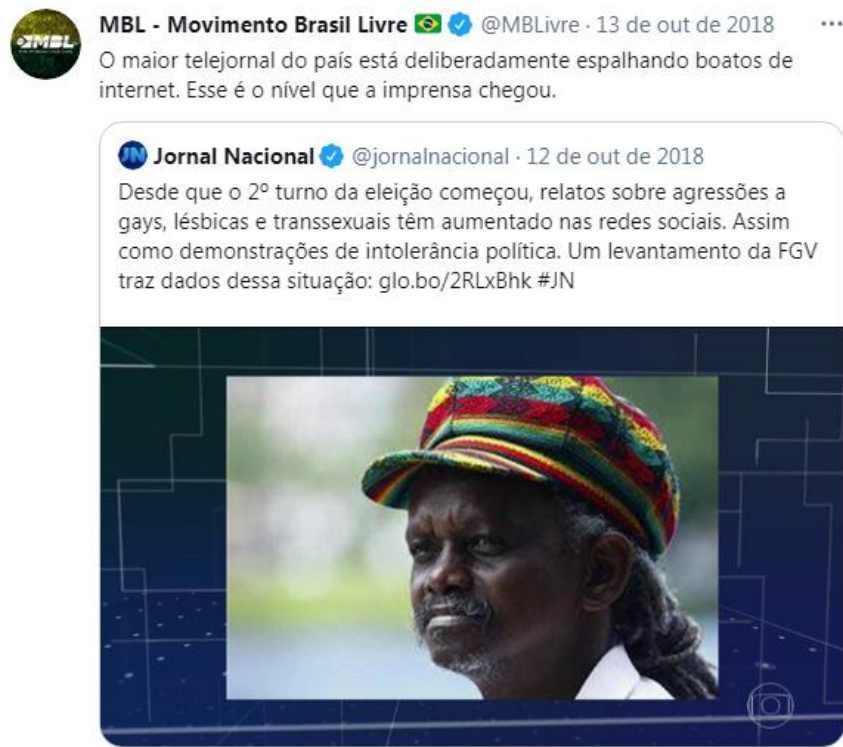 MBL - Movimento Brasil Livre 🇧🇷 @MBLivre · 13 de out de 2018 ...
O maior telejornal do país está deliberadamente espalhando boatos de
internet. Esse é o nível que a imprensa chegou.
MBL
JN Jornal Nacional @jornalnacional · 12 de out de 2018
Desde que o 2º turno da eleição começou, relatos sobre agressões a
gays, lésbicas e transsexuais têm aumentado nas redes sociais. Assim
como demonstrações de intolerância política. Um levantamento da FGV
traz dados dessa situação: glo.bo/2RLxBhk #JN